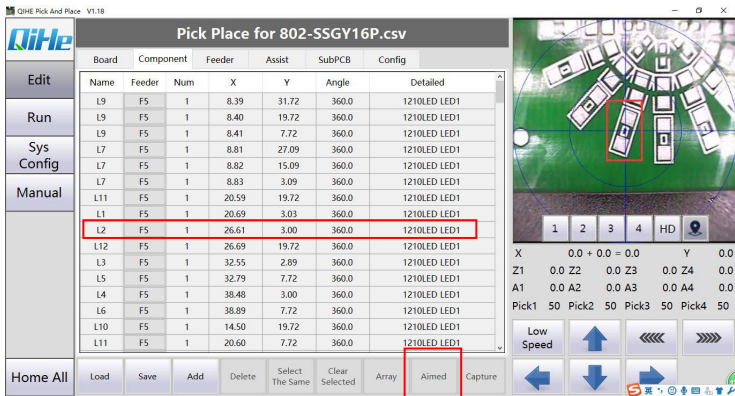 QIHE Pick And Place V1.18
QiHe
Pick Place for 802-SSGY16P.csv
Board Component Feeder Assist SubPCB Config
Edit
Run
Sys Config
Manual
Home All
Name Feeder Num X Y Angle Detailed
L9 F5 1 8.39 31.72 360.0 1210LED LED1
L9 F5 1 8.40 19.72 360.0 1210LED LED1
L9 F5 1 8.41 7.72 360.0 1210LED LED1
L7 F5 1 8.81 27.09 360.0 1210LED LED1
L7 F5 1 8.82 15.09 360.0 1210LED LED1
L7 F5 1 8.83 3.09 360.0 1210LED LED1
L11 F5 1 20.59 19.72 360.0 1210LED LED1
L1 F5 1 20.69 3.03 360.0 1210LED LED1
L2 F5 1 26.61 3.00 360.0 1210LED LED1
L12 F5 1 26.69 19.72 360.0 1210LED LED1
L3 F5 1 32.55 2.89 360.0 1210LED LED1
L5 F5 1 32.79 7.72 360.0 1210LED LED1
L4 F5 1 38.48 3.00 360.0 1210LED LED1
L6 F5 1 38.89 7.72 360.0 1210LED LED1
L10 F5 1 14.50 19.72 360.0 1210LED LED1
L11 F5 1 20.60 7.72 360.0 1210LED LED1
Load Save Add Delete Select The Same Clear Selected Array Aimed Capture
1 2 3 4 HD
X 0.0 + 0.0 = 0.0 Y 0.0
Z1 0.0 Z2 0.0 Z3 0.0 Z4 0.0
A1 0.0 A2 0.0 A3 0.0 A4 0.0
Pick1 50 Pick2 50 Pick3 50 Pick4 50
Low Speed
英